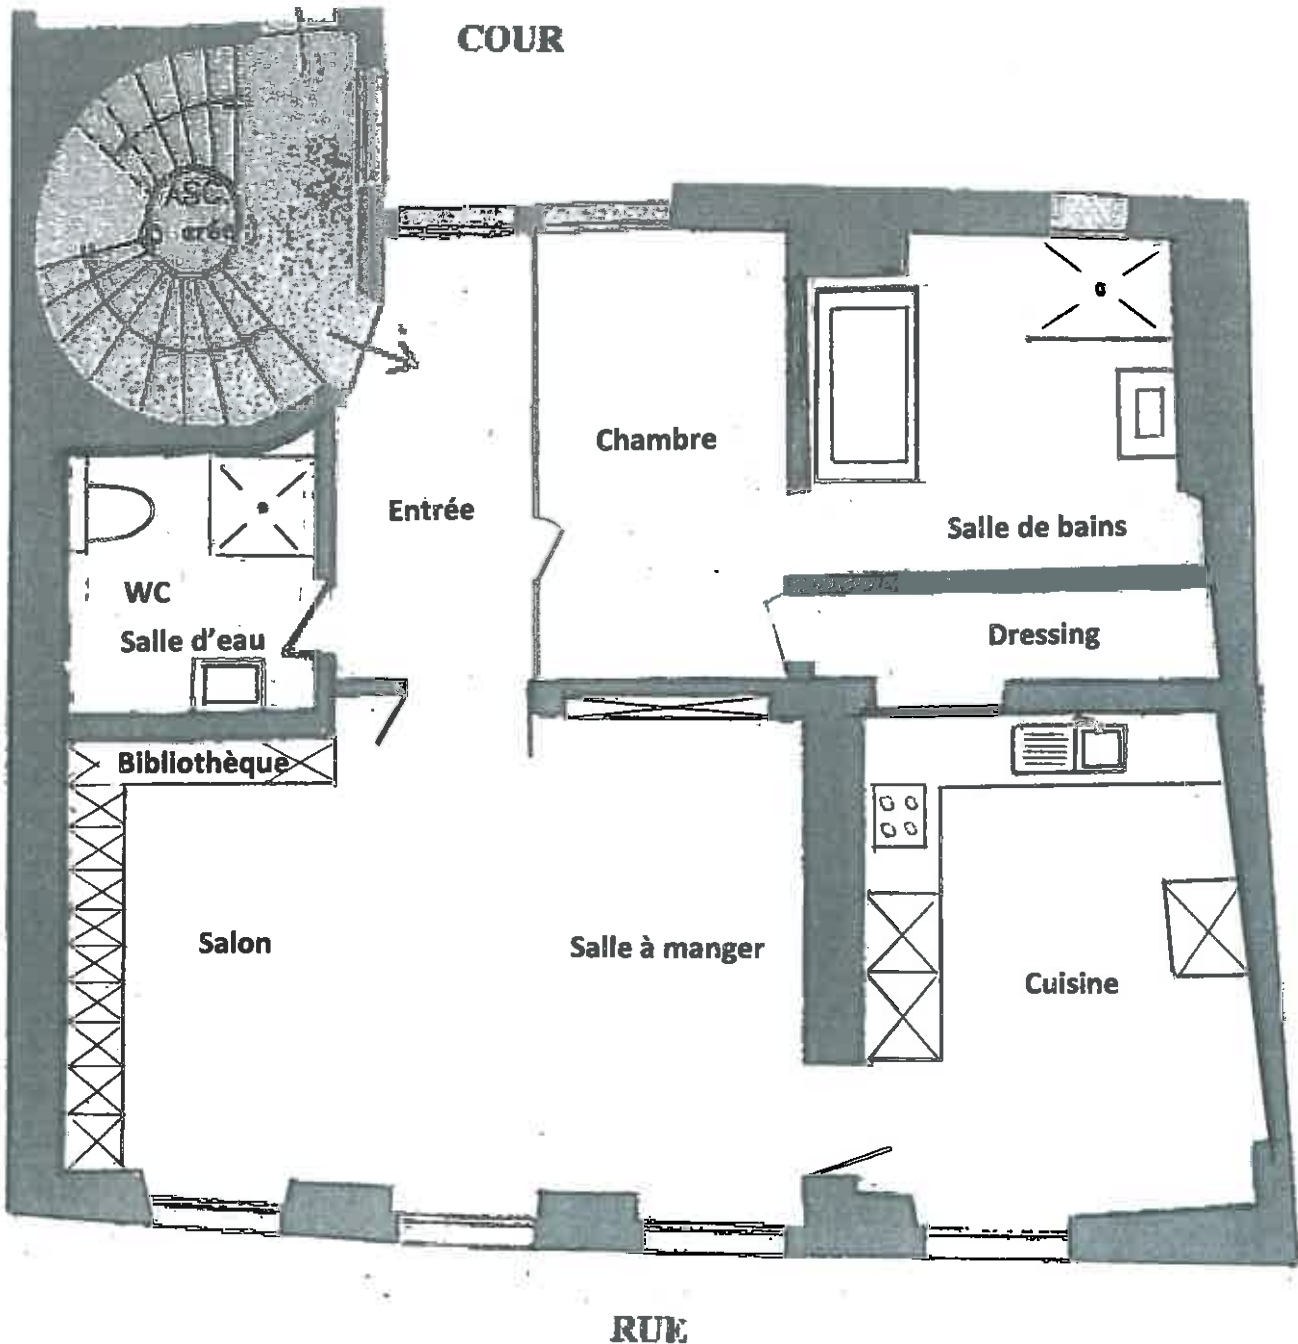 COUR
ASC.
Chambre
Entrée
Salle de bains
WC
Salle d'eau
Dressing
Bibliothèque
Salon
Salle à manger
Cuisine
RUE